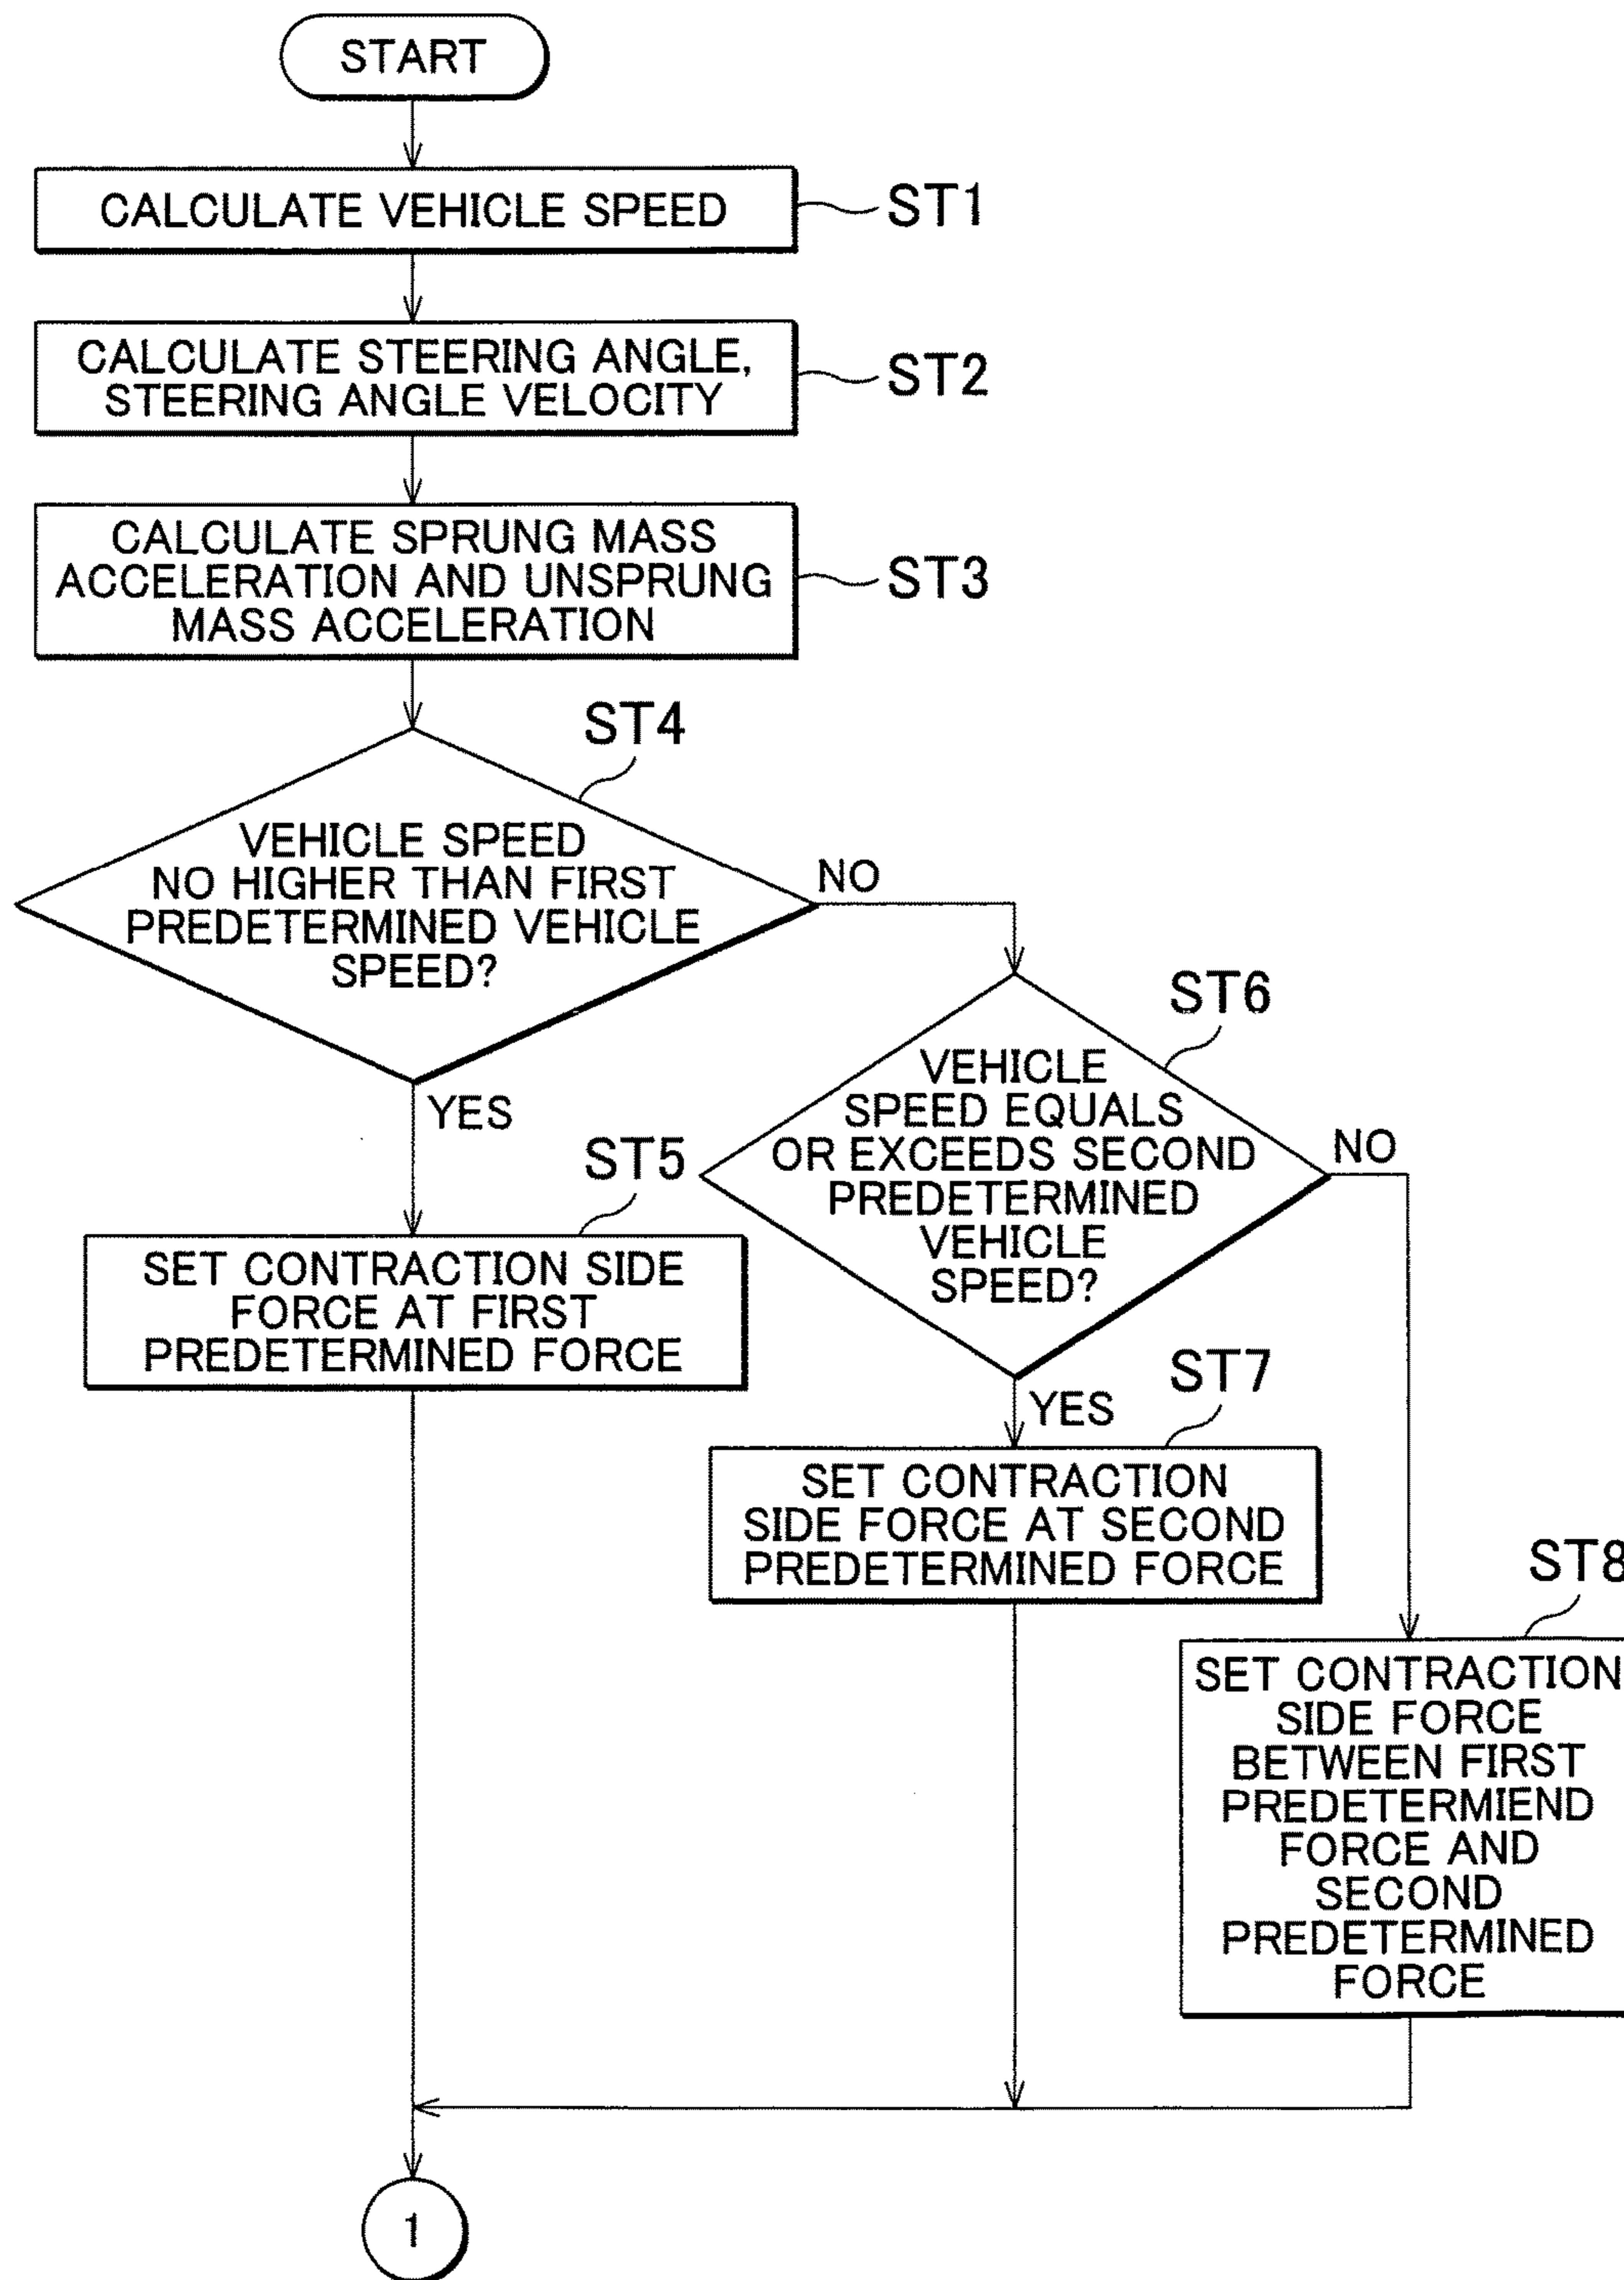 START
CALCULATE VEHICLE SPEED
ST1
CALCULATE STEERING ANGLE,
STEERING ANGLE VELOCITY
ST2
CALCULATE SPRUNG MASS
ACCELERATION AND UNSPRUNG
MASS ACCELERATION
ST3
ST4
VEHICLE SPEED
NO HIGHER THAN FIRST
PREDETERMINED VEHICLE
SPEED?
NO
YES
ST5
SET CONTRACTION SIDE
FORCE AT FIRST
PREDETERMINED FORCE
ST6
VEHICLE
SPEED EQUALS
OR EXCEEDS SECOND
PREDETERMINED
VEHICLE
SPEED?
NO
YES
ST7
SET CONTRACTION
SIDE FORCE AT SECOND
PREDETERMINED FORCE
ST8
SET CONTRACTION
SIDE FORCE
BETWEEN FIRST
PREDETERMIEND
FORCE AND
SECOND
PREDETERMINED
FORCE
1